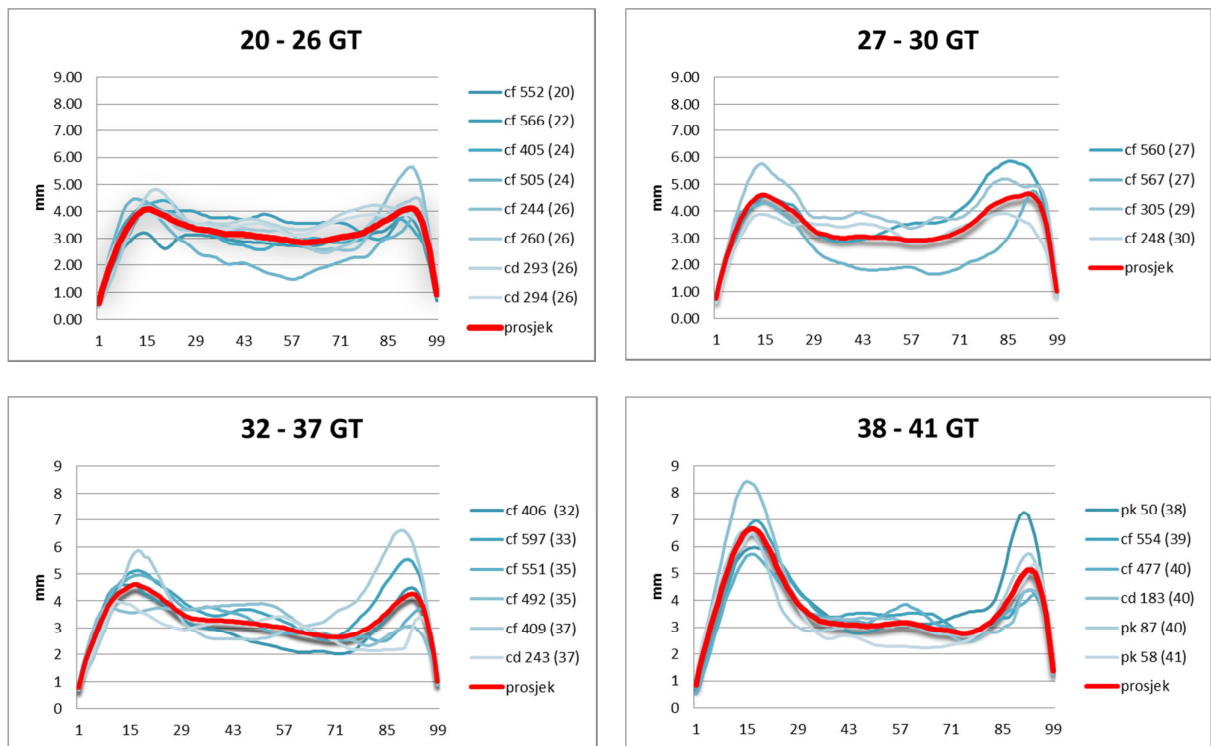 20 - 26 GT
9.00
8.00
7.00
6.00
5.00
4.00
3.00
2.00
1.00
0.00
mm
1 15 29 43 57 71 85 99
cf 552 (20)
cf 566 (22)
cf 405 (24)
cf 505 (24)
cf 244 (26)
cf 260 (26)
cd 293 (26)
cd 294 (26)
prosjek
27 - 30 GT
9.00
8.00
7.00
6.00
5.00
4.00
3.00
2.00
1.00
0.00
mm
1 15 29 43 57 71 85 99
cf 560 (27)
cf 567 (27)
cf 305 (29)
cf 248 (30)
prosjek
32 - 37 GT
9
8
7
6
5
4
3
2
1
0
mm
1 15 29 43 57 71 85 99
cf 406 (32)
cf 597 (33)
cf 551 (35)
cf 492 (35)
cf 409 (37)
cd 243 (37)
prosjek
38 - 41 GT
9
8
7
6
5
4
3
2
1
0
mm
1 15 29 43 57 71 85 99
pk 50 (38)
cf 554 (39)
cf 477 (40)
cd 183 (40)
pk 87 (40)
pk 58 (41)
prosjek